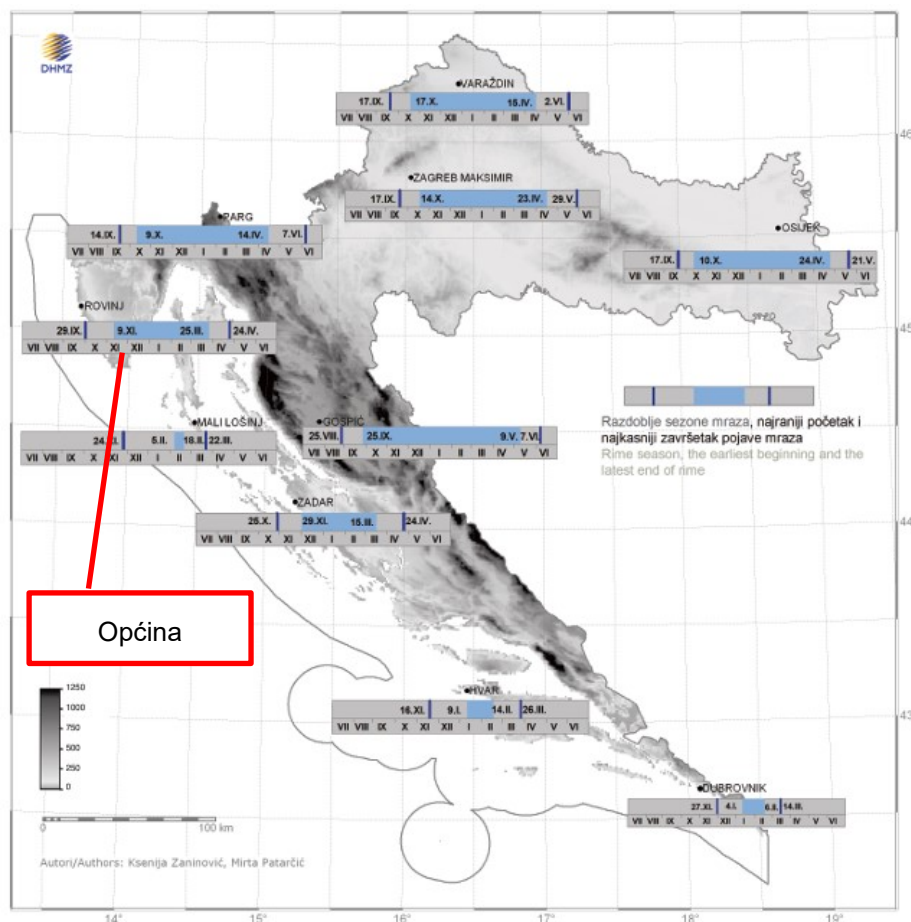 DHMZ
VARAŽDIN
17.IX. 17.X. 15.IV. 2.VI.
VII VIII IX X XI XII I II III IV V VI
ZAGREB MAKSIMIR
17.IX. 14.X. 23.IV. 29.V.
VII VIII IX X XI XII I II III IV V VI
PARG
14.IX. 9.X. 14.IV. 7.VI.
VII VIII IX X XI XII I II III IV V VI
OSIJEK
17.IX. 10.X. 24.IV. 21.V.
VII VIII IX X XI XII I II III IV V VI
ROVINJ
29.IX. 9.XI. 25.III. 24.IV.
VII VIII IX X XI XII I II III IV V VI
MALI LOŠINJ
24.XI. 5.II. 18.II. 22.III.
VII VIII IX X XI XII I II III IV V VI
GOSPIĆ
25.VIII. 25.IX. 9.V. 7.VI.
VII VIII IX X XI XII I II III IV V VI
Razdoblje sezone mraza, najraniji početak i
najkasniji završetak pojave mraza
Rime season, the earliest beginning and the
latest end of rime
ZADAR
25.X. 29.XI. 15.III. 24.IV.
VII VIII IX X XI XII I II III IV V VI
Općina
HVAR
16.XI. 9.I. 14.II. 26.III.
VII VIII IX X XI XII I II III IV V VI
DUBROVNIK
27.XI. 4.I. 6.II. 14.III.
VII VIII IX X XI XII I II III IV V VI
1250
1000
750
500
250
0
0 100 km
Autori/Authors: Ksenija Zaninović, Mirta Patarčić
46
45
44
43
14° 15° 16° 17° 18° 19°